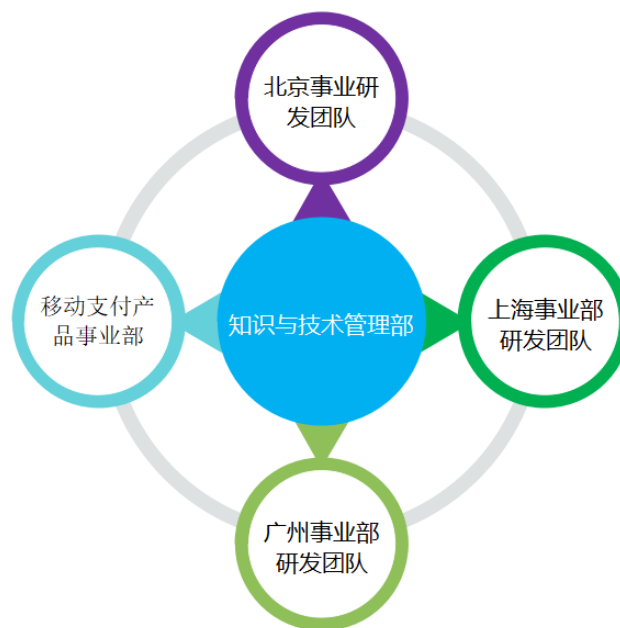 北京事业研
发团队
移动支付产
品事业部
知识与技术管理部
上海事业部
研发团队
广州事业部
研发团队